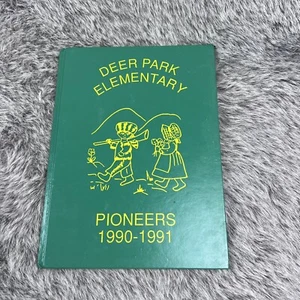 DEER PARK
ELEMENTARY
PIONEERS
1990-1991